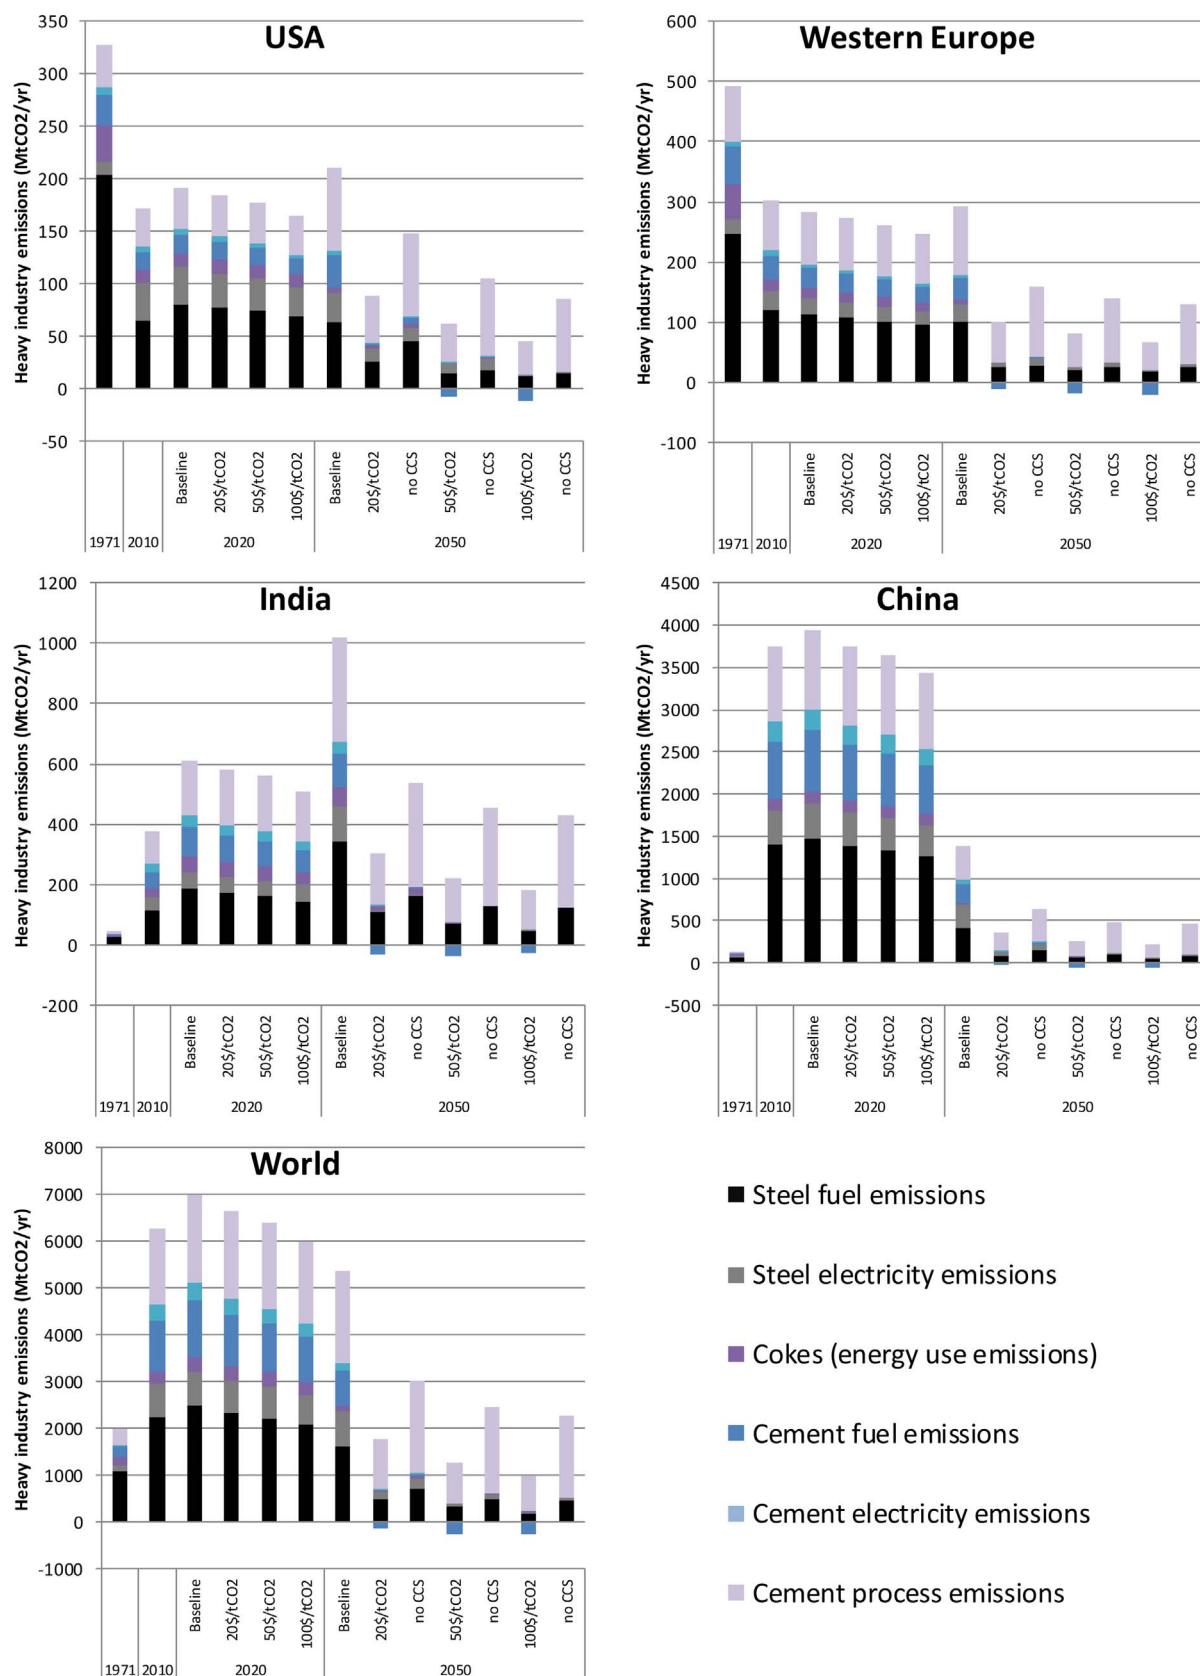 USA
Heavy industry emissions (MtCO2/yr)
350
300
250
200
150
100
50
0
-50
Baseline
20$/tCO2
50$/tCO2
100$/tCO2
Baseline
20$/tCO2
no CCS
50$/tCO2
no CCS
100$/tCO2
no CCS
1971 2010 2020 2050
Western Europe
Heavy industry emissions (MtCO2/yr)
600
500
400
300
200
100
0
-100
Baseline
20$/tCO2
50$/tCO2
100$/tCO2
Baseline
20$/tCO2
no CCS
50$/tCO2
no CCS
100$/tCO2
no CCS
1971 2010 2020 2050
India
Heavy industry emissions (MtCO2/yr)
1200
1000
800
600
400
200
0
-200
Baseline
20$/tCO2
50$/tCO2
100$/tCO2
Baseline
20$/tCO2
no CCS
50$/tCO2
no CCS
100$/tCO2
no CCS
1971 2010 2020 2050
China
Heavy industry emissions (MtCO2/yr)
4500
4000
3500
3000
2500
2000
1500
1000
500
0
-500
Baseline
20$/tCO2
50$/tCO2
100$/tCO2
Baseline
20$/tCO2
no CCS
50$/tCO2
no CCS
100$/tCO2
no CCS
1971 2010 2020 2050
World
Heavy industry emissions (MtCO2/yr)
8000
7000
6000
5000
4000
3000
2000
1000
0
-1000
Baseline
20$/tCO2
50$/tCO2
100$/tCO2
Baseline
20$/tCO2
no CCS
50$/tCO2
no CCS
100$/tCO2
no CCS
1971 2010 2020 2050
Steel fuel emissions
Steel electricity emissions
Cokes (energy use emissions)
Cement fuel emissions
Cement electricity emissions
Cement process emissions